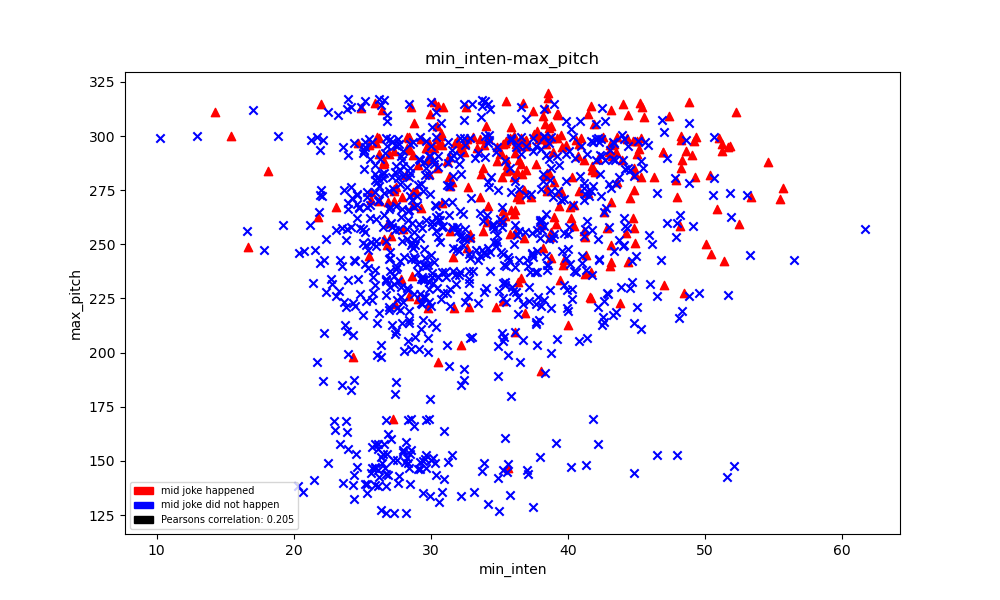 min_inten-max_pitch
max_pitch
325
300
275
250
225
200
175
150
125
mid joke happened
mid joke did not happen
Pearsons correlation: 0.205
10 20 30 40 50 60
min_inten